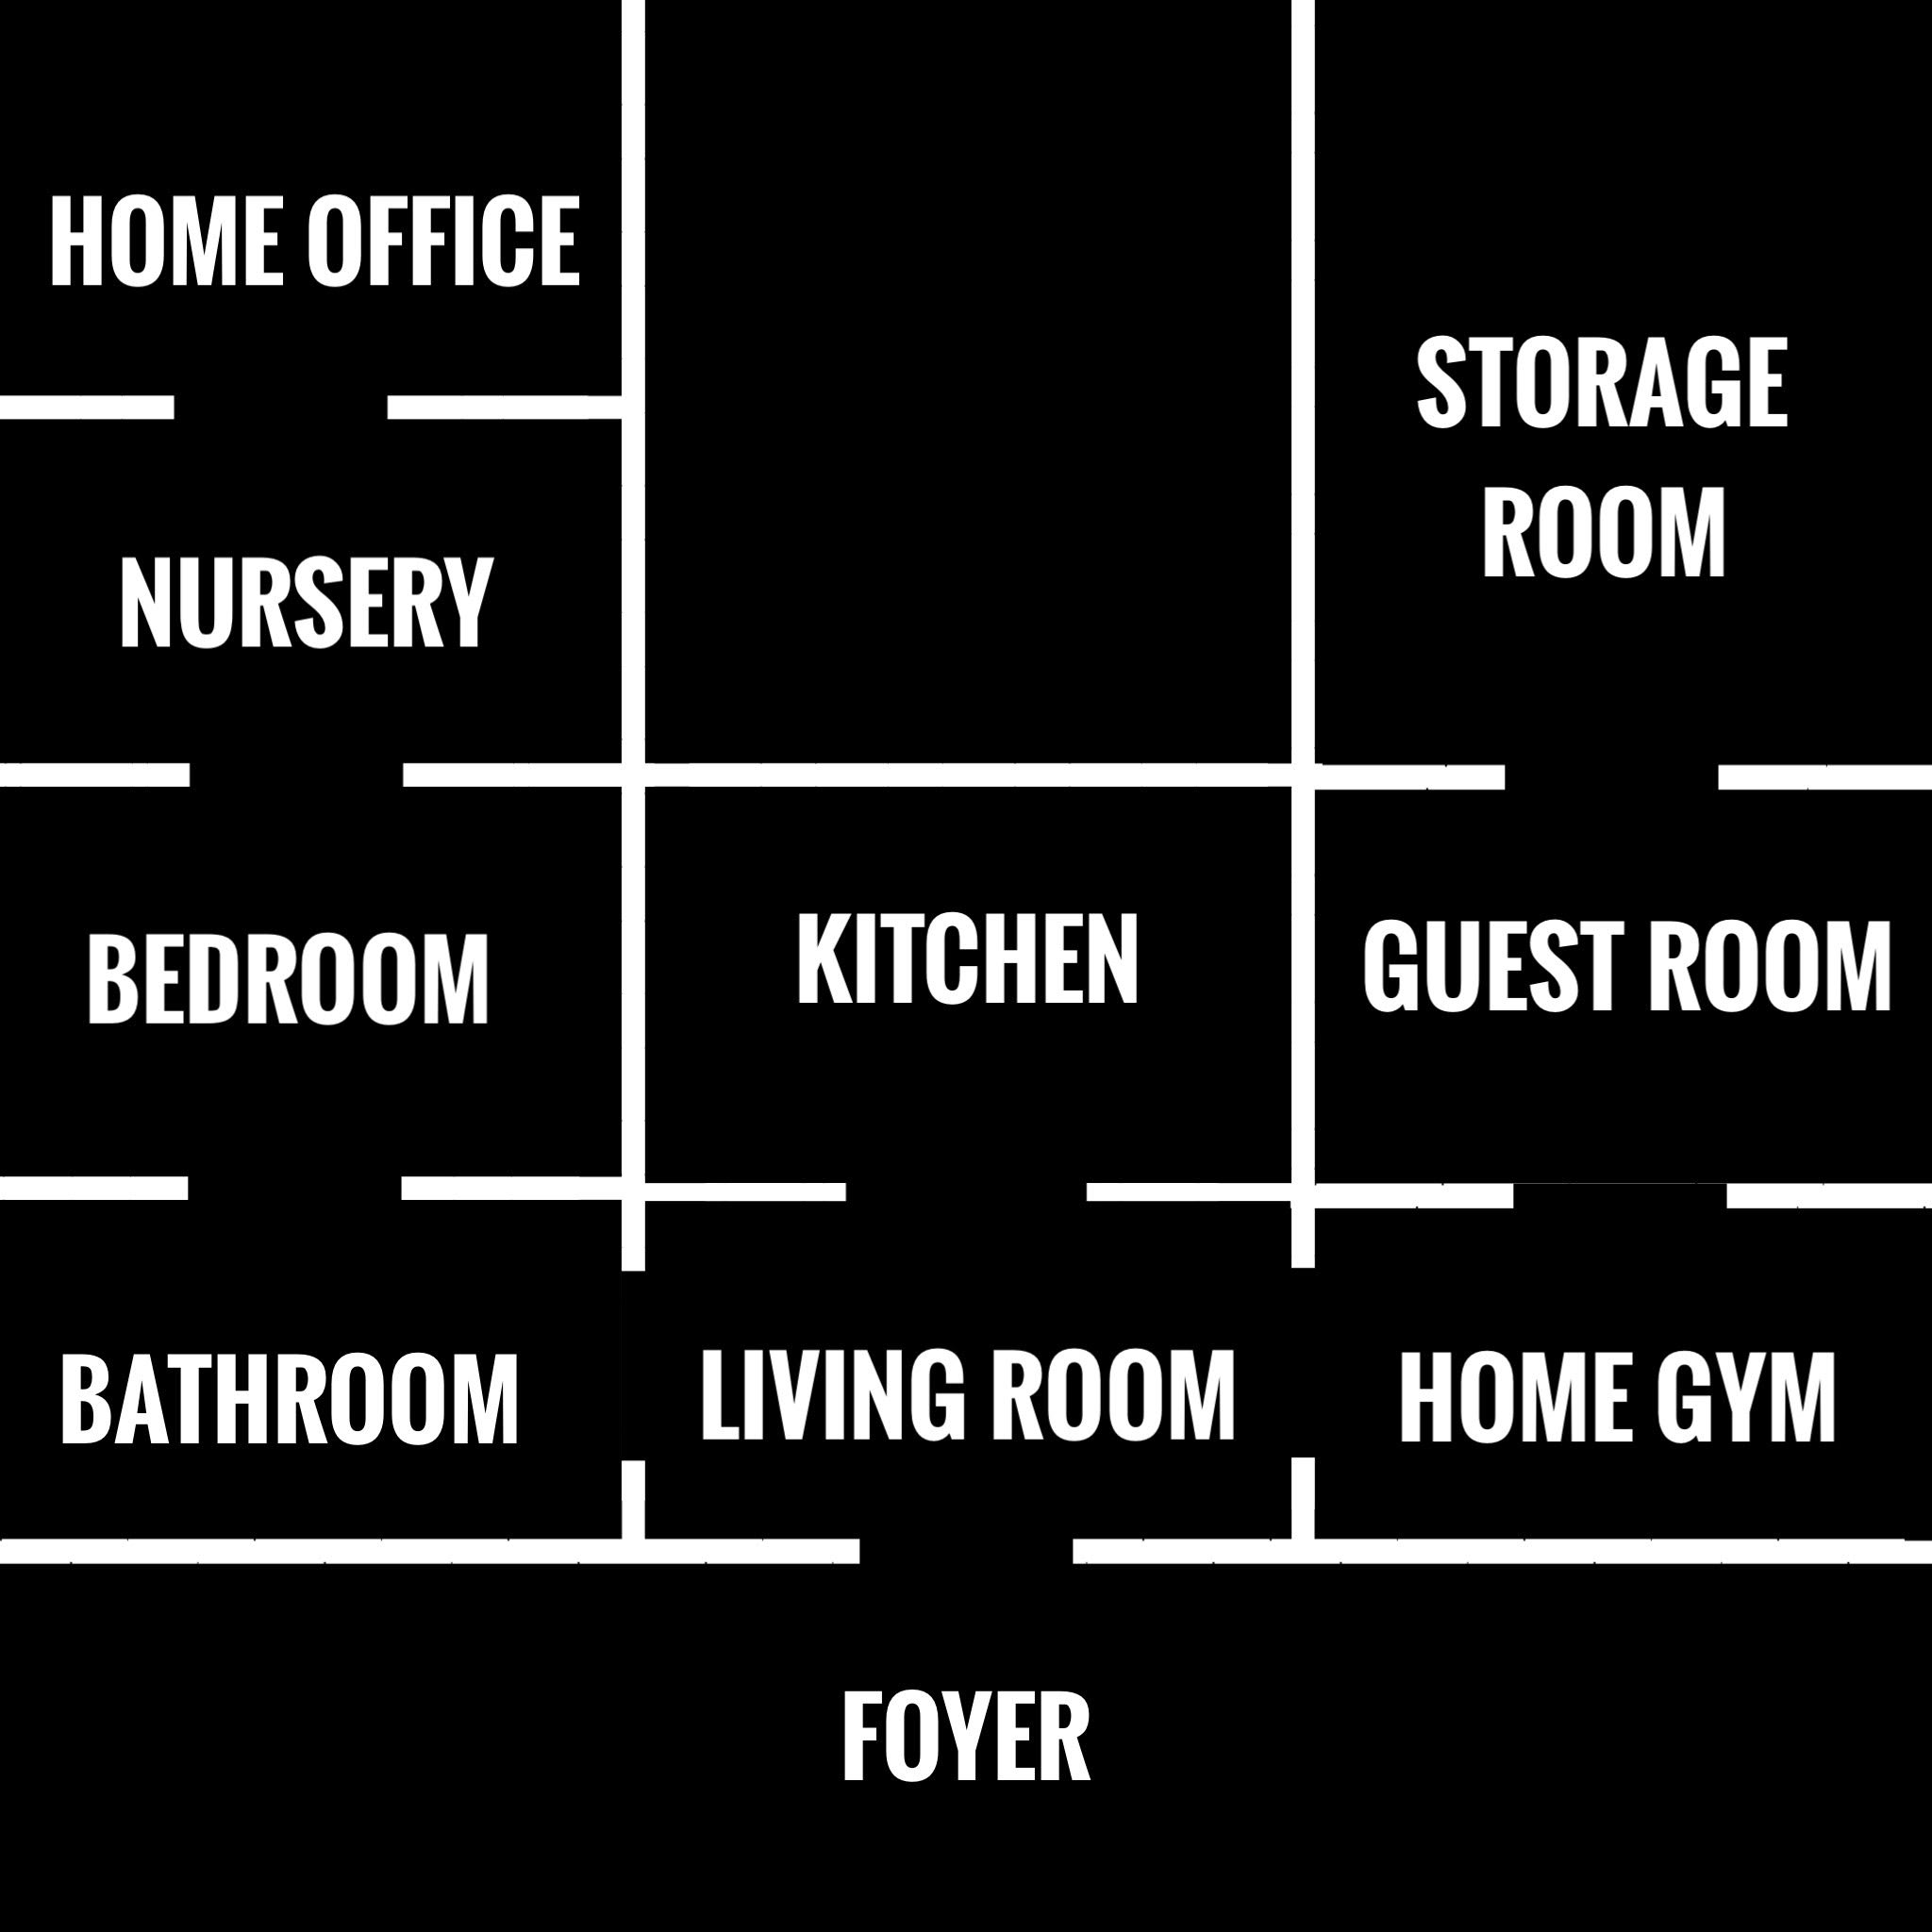 HOME OFFICE
STORAGE
ROOM
NURSERY
BEDROOM
KITCHEN
GUEST ROOM
BATHROOM
LIVING ROOM
HOME GYM
FOYER